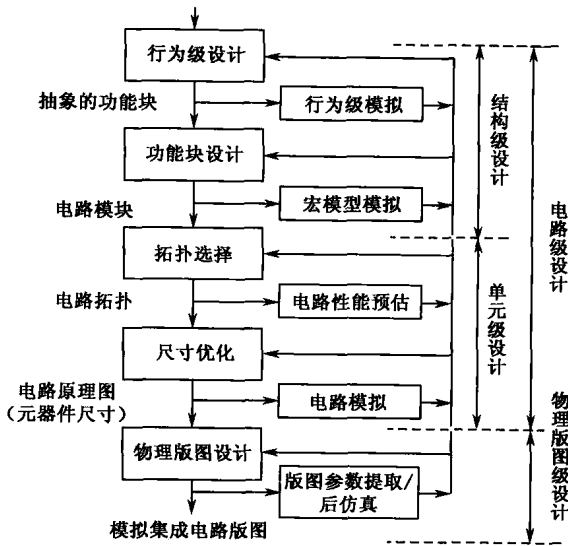 行为级设计
抽象的功能块
行为级模拟
功能块设计
电路模块
宏模型模拟
拓扑选择
电路拓扑
电路性能预估
尺寸优化
电路原理图
（元器件尺寸）
电路模拟
物理版图设计
版图参数提取/
后仿真
模拟集成电路版图
结构级设计
单元级设计
电路级设计
物理版图级设计